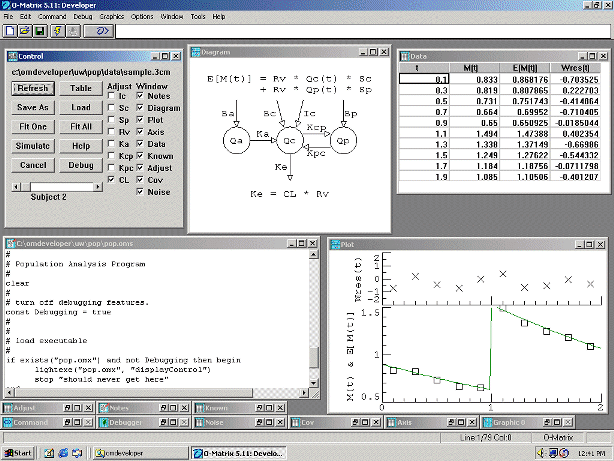 O-Matrix 5.11: Developer
File Edit Command Debug Graphics Options Window Tools Help
Control
c:\omdeveloper\uw\pop\data\sample.3cm
Refresh Table Adjust Window
Save As Load
Fit One Fit All
Simulate Help
Cancel Debug
Ic Notes
Sc Diagram
Sp Plot
Rv Axis
Ka Data
Kcp Known
Kpc Adjust
CL Cov
Noise
Subject 2
Diagram
E[M(t)] = Rv * Qc(t) * Sc
+ Rv * Qp(t) * Sp
Ba Bc Ic Bp
Ka Kcp
Qa Qc Qp
Kpc
Ke
Ke = CL * Rv
Data
t M(t) E[M(t)] Wres(t)
0.1 0.833 0.868176 -0.703525
0.3 0.819 0.807865 0.222703
0.5 0.731 0.751743 -0.414864
0.7 0.664 0.69952 -0.710405
0.9 0.65 0.650925 -0.0185044
1.1 1.494 1.47388 0.402354
1.3 1.338 1.37149 -0.66986
1.5 1.249 1.27622 -0.544332
1.7 1.184 1.18756 -0.0711798
1.9 1.085 1.10506 -0.401207
C:\omdeveloper\uw\pop\pop.oms
#
# Population Analysis Program
#
clear
#
# turn off debugging features.
const Debugging = true
#
#
# load executable
#
if exists("pop.omx") and not Debugging then begin
lightexe("pop.omx", "displayControl")
stop "should never get here"
Plot
Wres(t)
2
1
0
-1
-3
M(t) & E[M(t)]
1.5
1
0.5
0 1 2
Adjust Notes Known
Command Debugger Noise Cov Axis Graphic 0
Line:1/79 Col:0 O-Matrix
Start omdeveloper O-Matrix 5.11: Develo... 12:41 PM